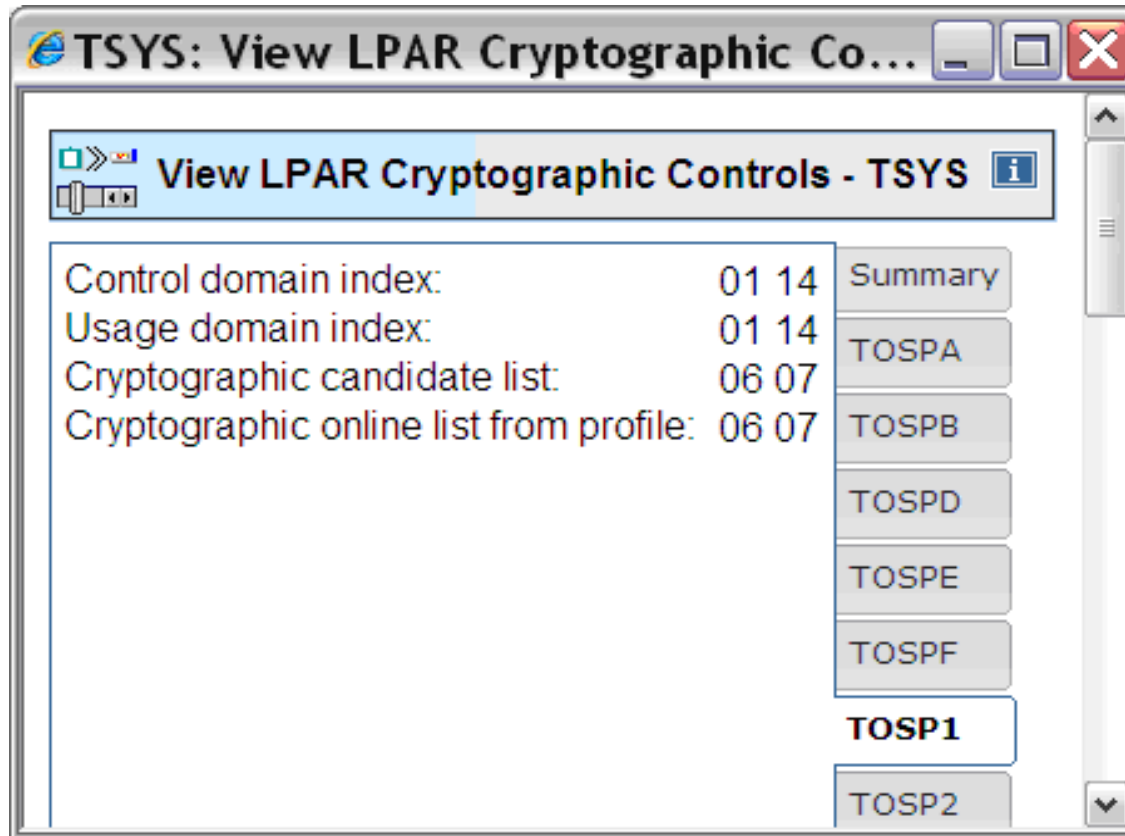 TSYS: View LPAR Cryptographic Co...
View LPAR Cryptographic Controls - TSYS
Control domain index: 01 14
Usage domain index: 01 14
Cryptographic candidate list: 06 07
Cryptographic online list from profile: 06 07
Summary
TOSPA
TOSPB
TOSPD
TOSPE
TOSPF
TOSP1
TOSP2